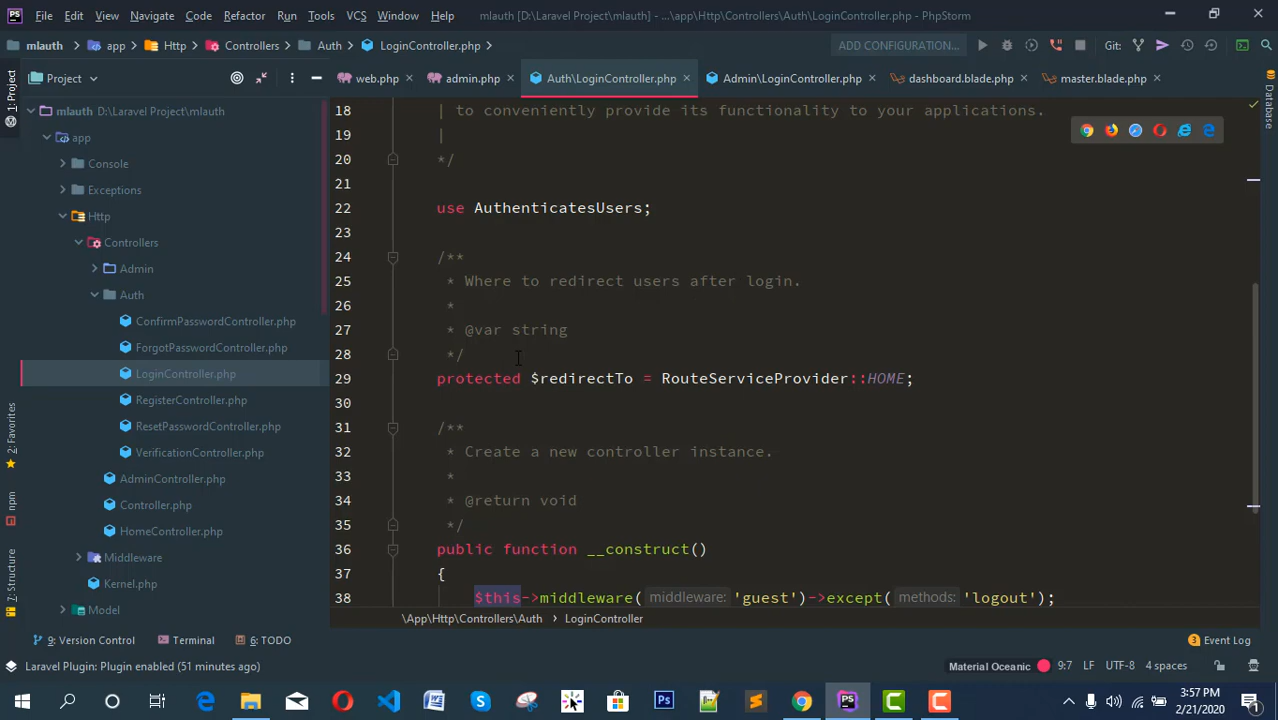 File Edit View Navigate Code Refactor Run Tools VCS Window Help mlauth [D:\Laravel Project\mlauth] - ...\app\Http\Controllers\Auth\LoginController.php - PhpStorm
mlauth app Http Controllers Auth LoginController.php ADD CONFIGURATION... Git:
Project web.php admin.php Auth\LoginController.php Admin\LoginController.php dashboard.blade.php master.blade.php
1: Project
2: Favorites
npm
7: Structure
Database
mlauth D:\Laravel Project\mlauth
app
Console
Exceptions
Http
Controllers
Admin
Auth
ConfirmPasswordController.php
ForgotPasswordController.php
LoginController.php
RegisterController.php
ResetPasswordController.php
VerificationController.php
AdminController.php
Controller.php
HomeController.php
Middleware
Kernel.php
Model
18 | to conveniently provide its functionality to your applications.
19 |
20 */
21
22 use AuthenticatesUsers;
23
24 /**
25 * Where to redirect users after login.
26 *
27 * @var string
28 */
29 protected $redirectTo = RouteServiceProvider::HOME;
30
31 /**
32 * Create a new controller instance.
33 *
34 * @return void
35 */
36 public function __construct()
37 {
38 $this->middleware( middleware: 'guest')->except( methods: 'logout');
\App\Http\Controllers\Auth › LoginController
9: Version Control Terminal 6: TODO 3 Event Log
Laravel Plugin: Plugin enabled (51 minutes ago) Material Oceanic 9:7 LF UTF-8 4 spaces
3:57 PM
2/21/2020